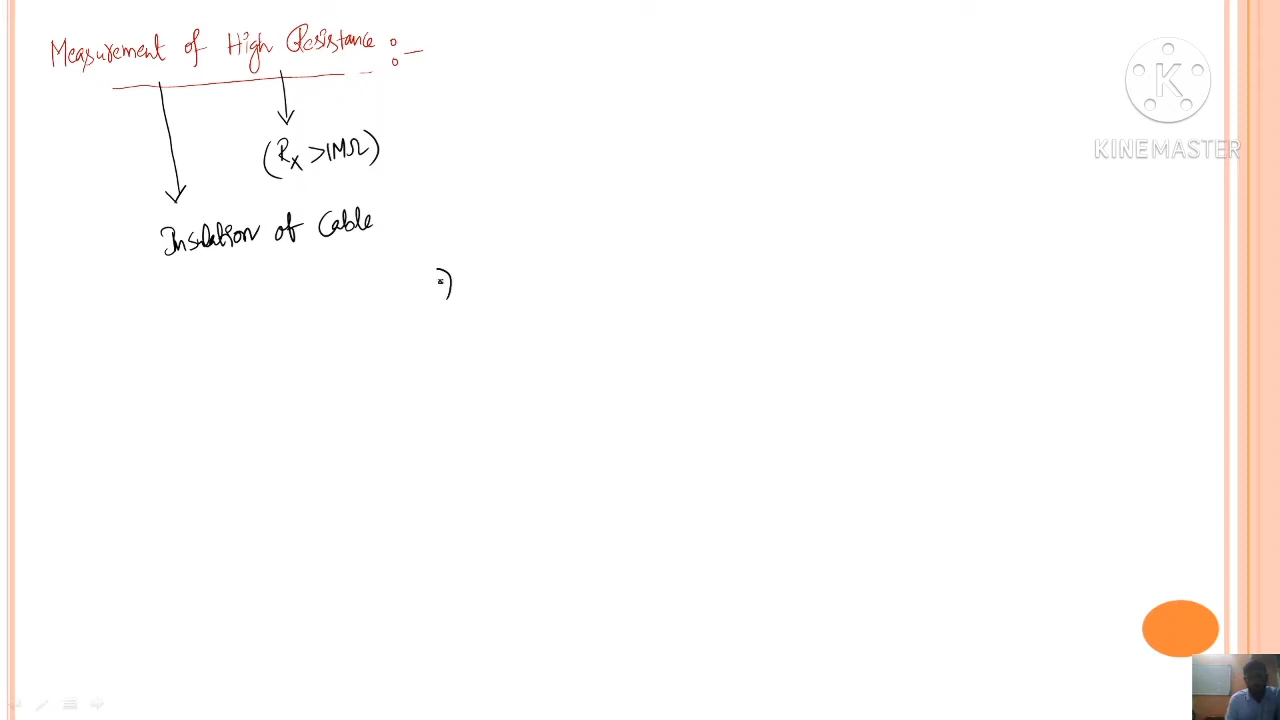 Measurement of High Resistance :-
(Rx >1MΩ)
Insulation of Cable
K
KINEMASTER